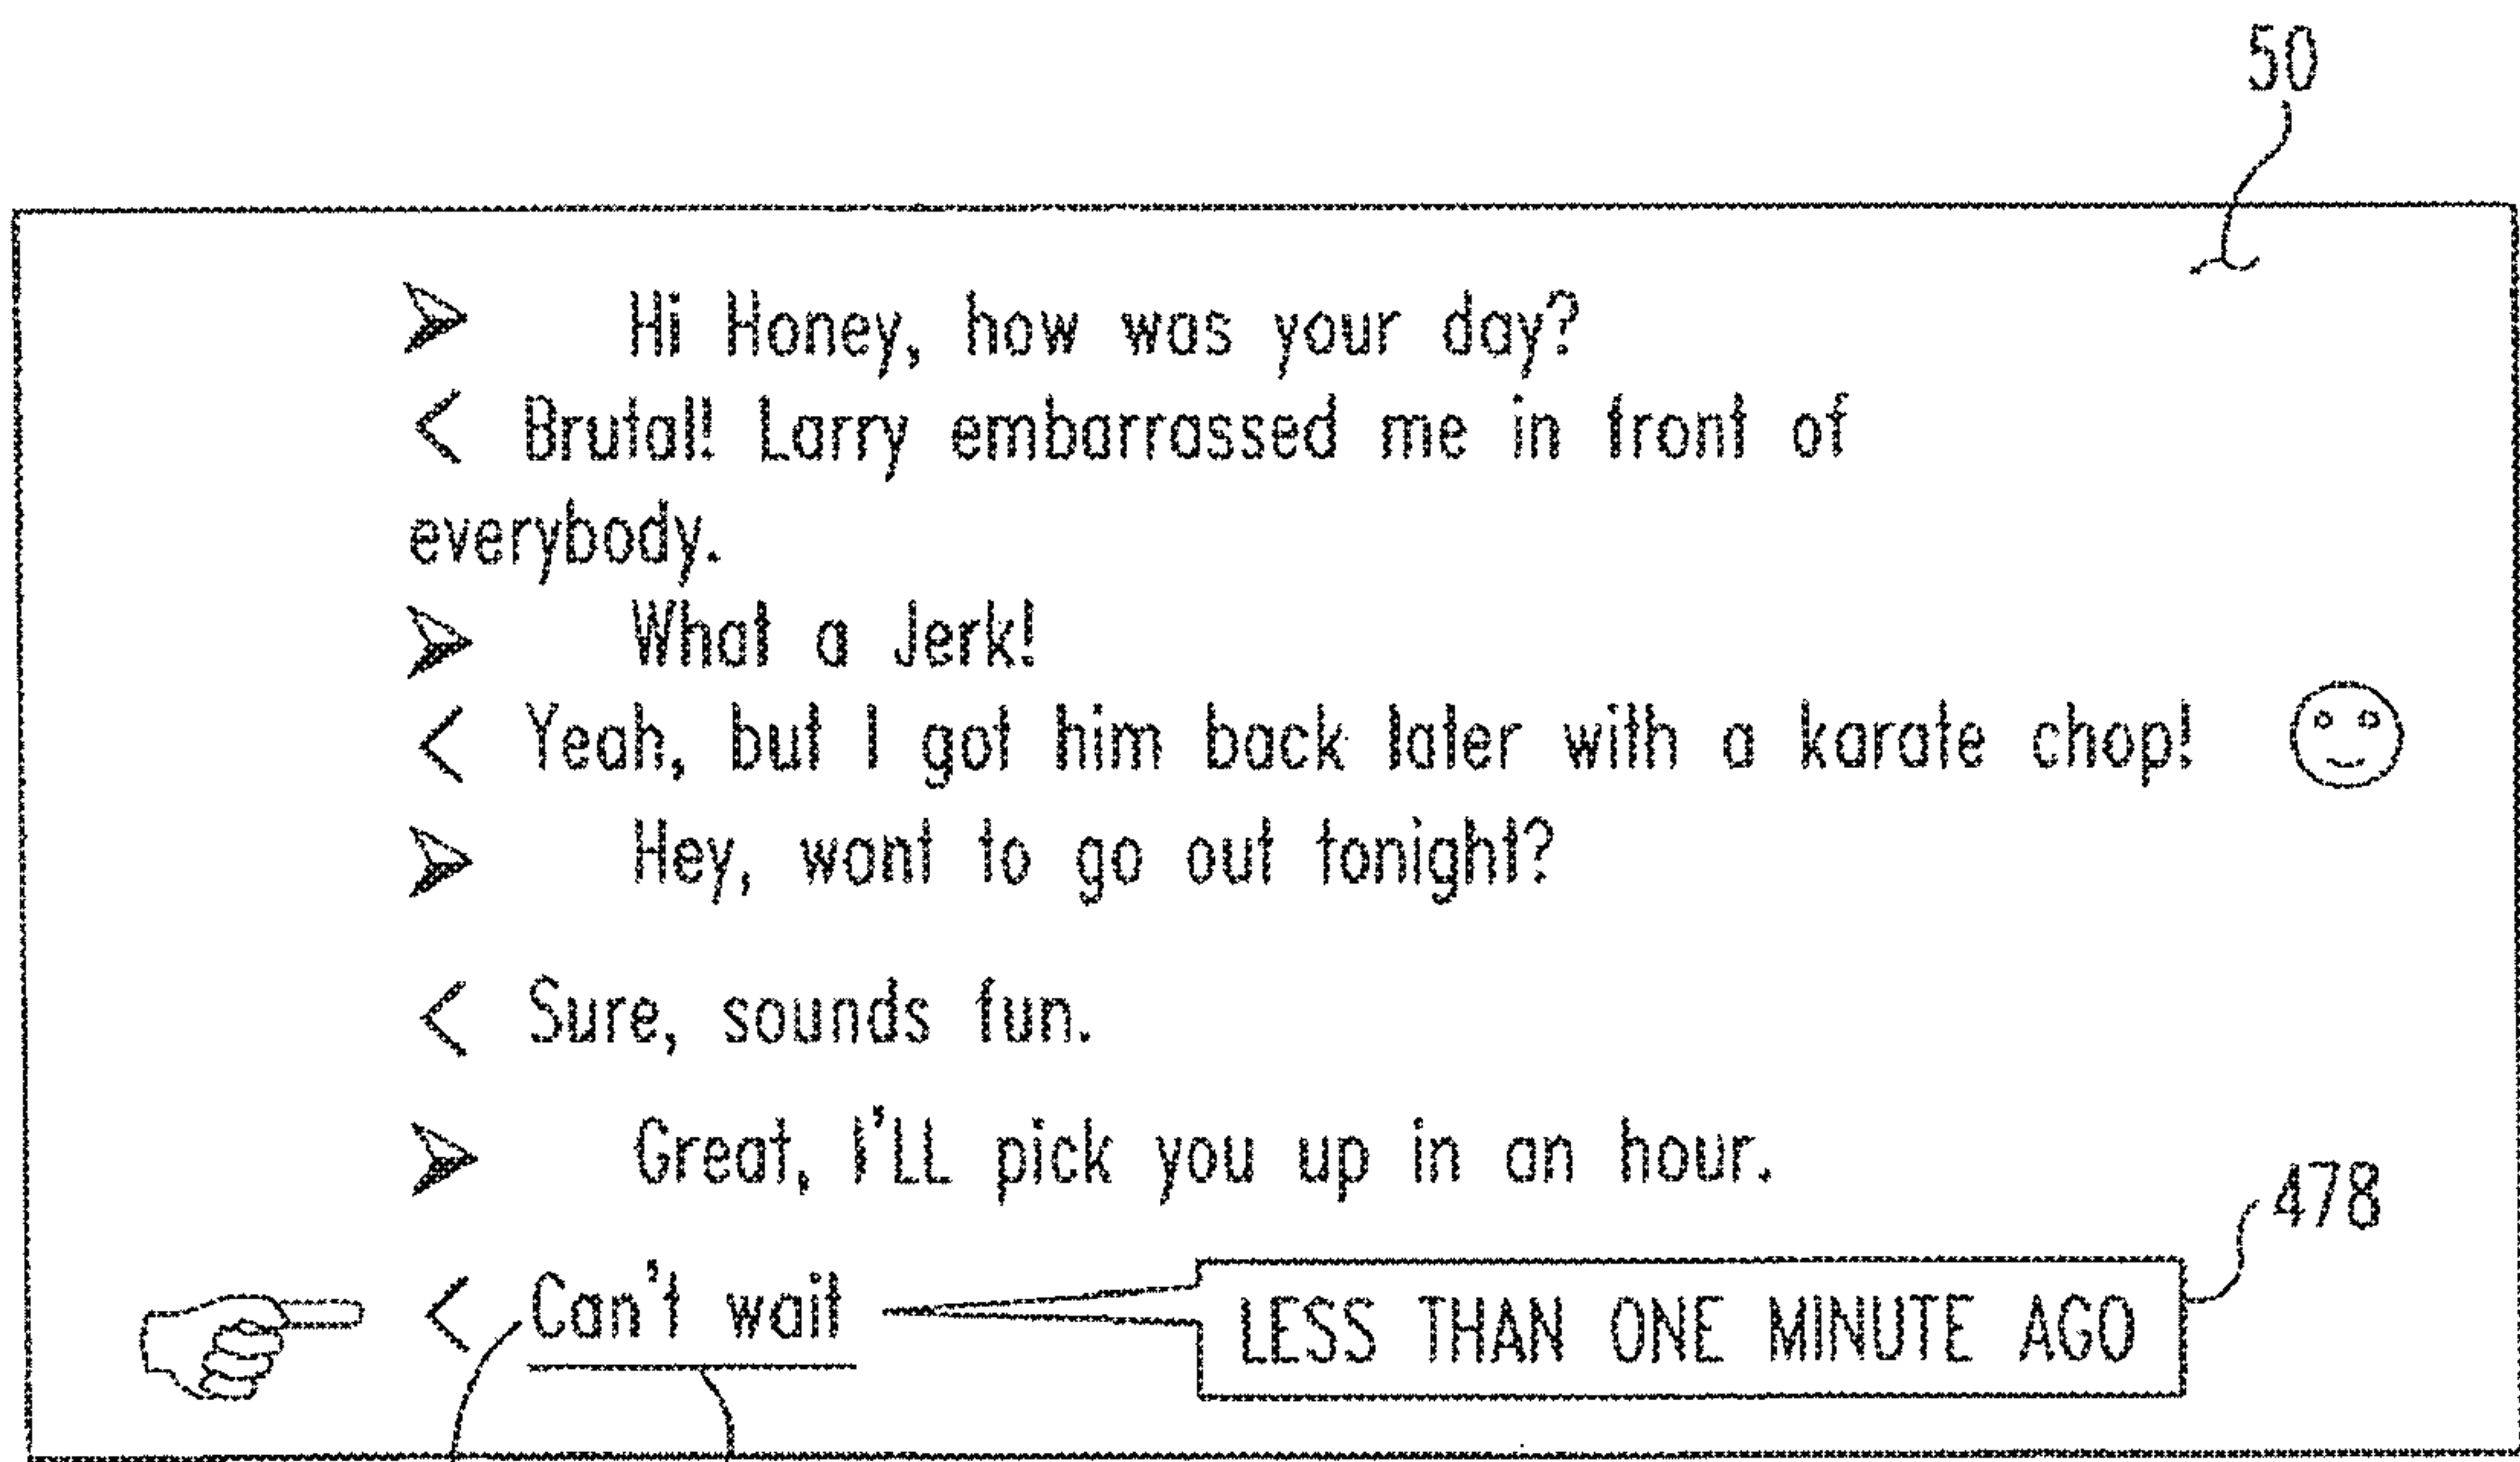 50
➢ Hi Honey, how was your day?
< Brutal! Larry embarrassed me in front of
everybody.
➢ What a Jerk!
< Yeah, but I got him back later with a karate chop!
➢ Hey, want to go out tonight?
< Sure, sounds fun.
➢ Great, I'LL pick you up in an hour.
478
< Can't wait
LESS THAN ONE MINUTE AGO